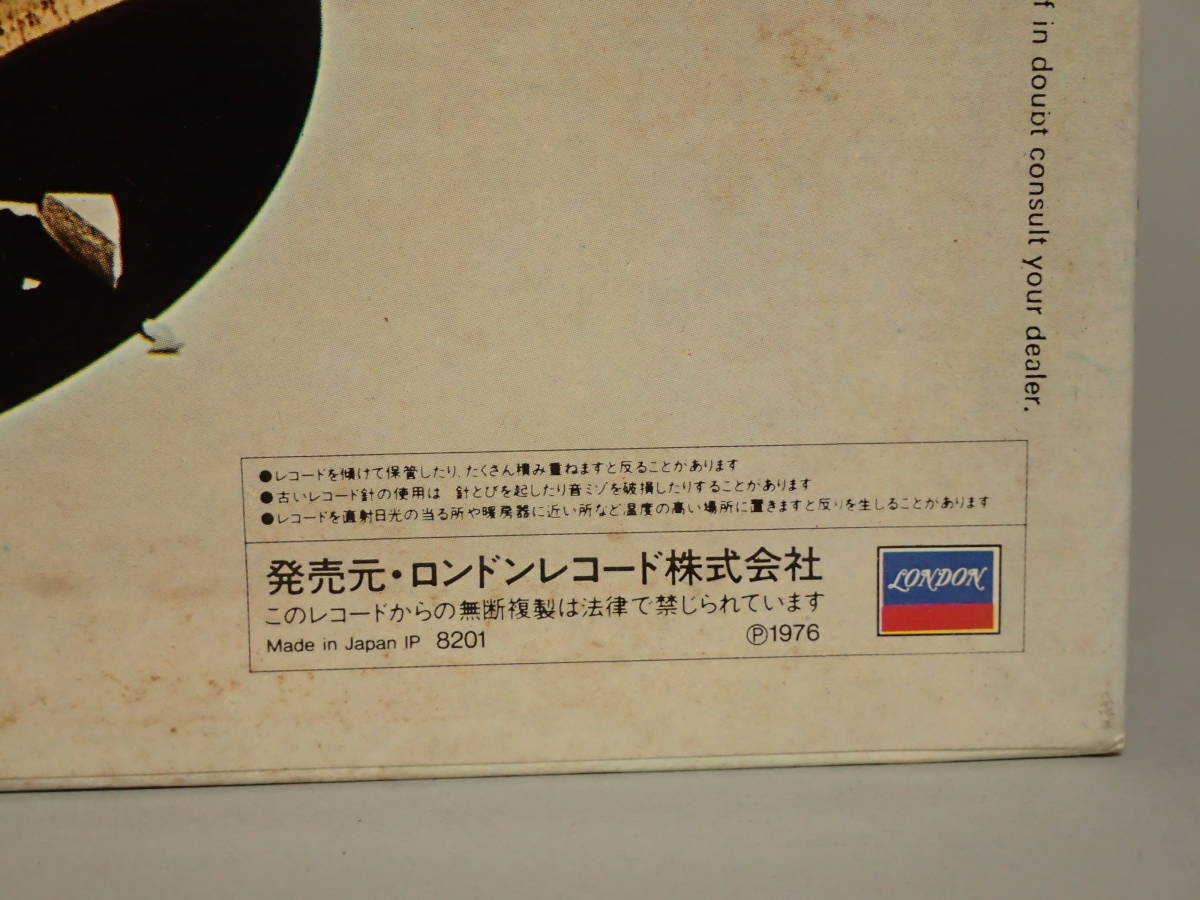 in doubt consult your dealer.
●レコードを傾けて保管したり、たくさん積み重ねますと反ることがあります
●古いレコード針の使用は 針とびを起したり音ミゾを破損したりすることがあります
●レコードを直射日光の当る所や暖房器に近い所など温度の高い場所に置きますと反りを生じることがあります
発売元・ロンドンレコード株式会社
このレコードからの無断複製は法律で禁じられています
Made in Japan IP 8201
Ⓟ1976
LONDON